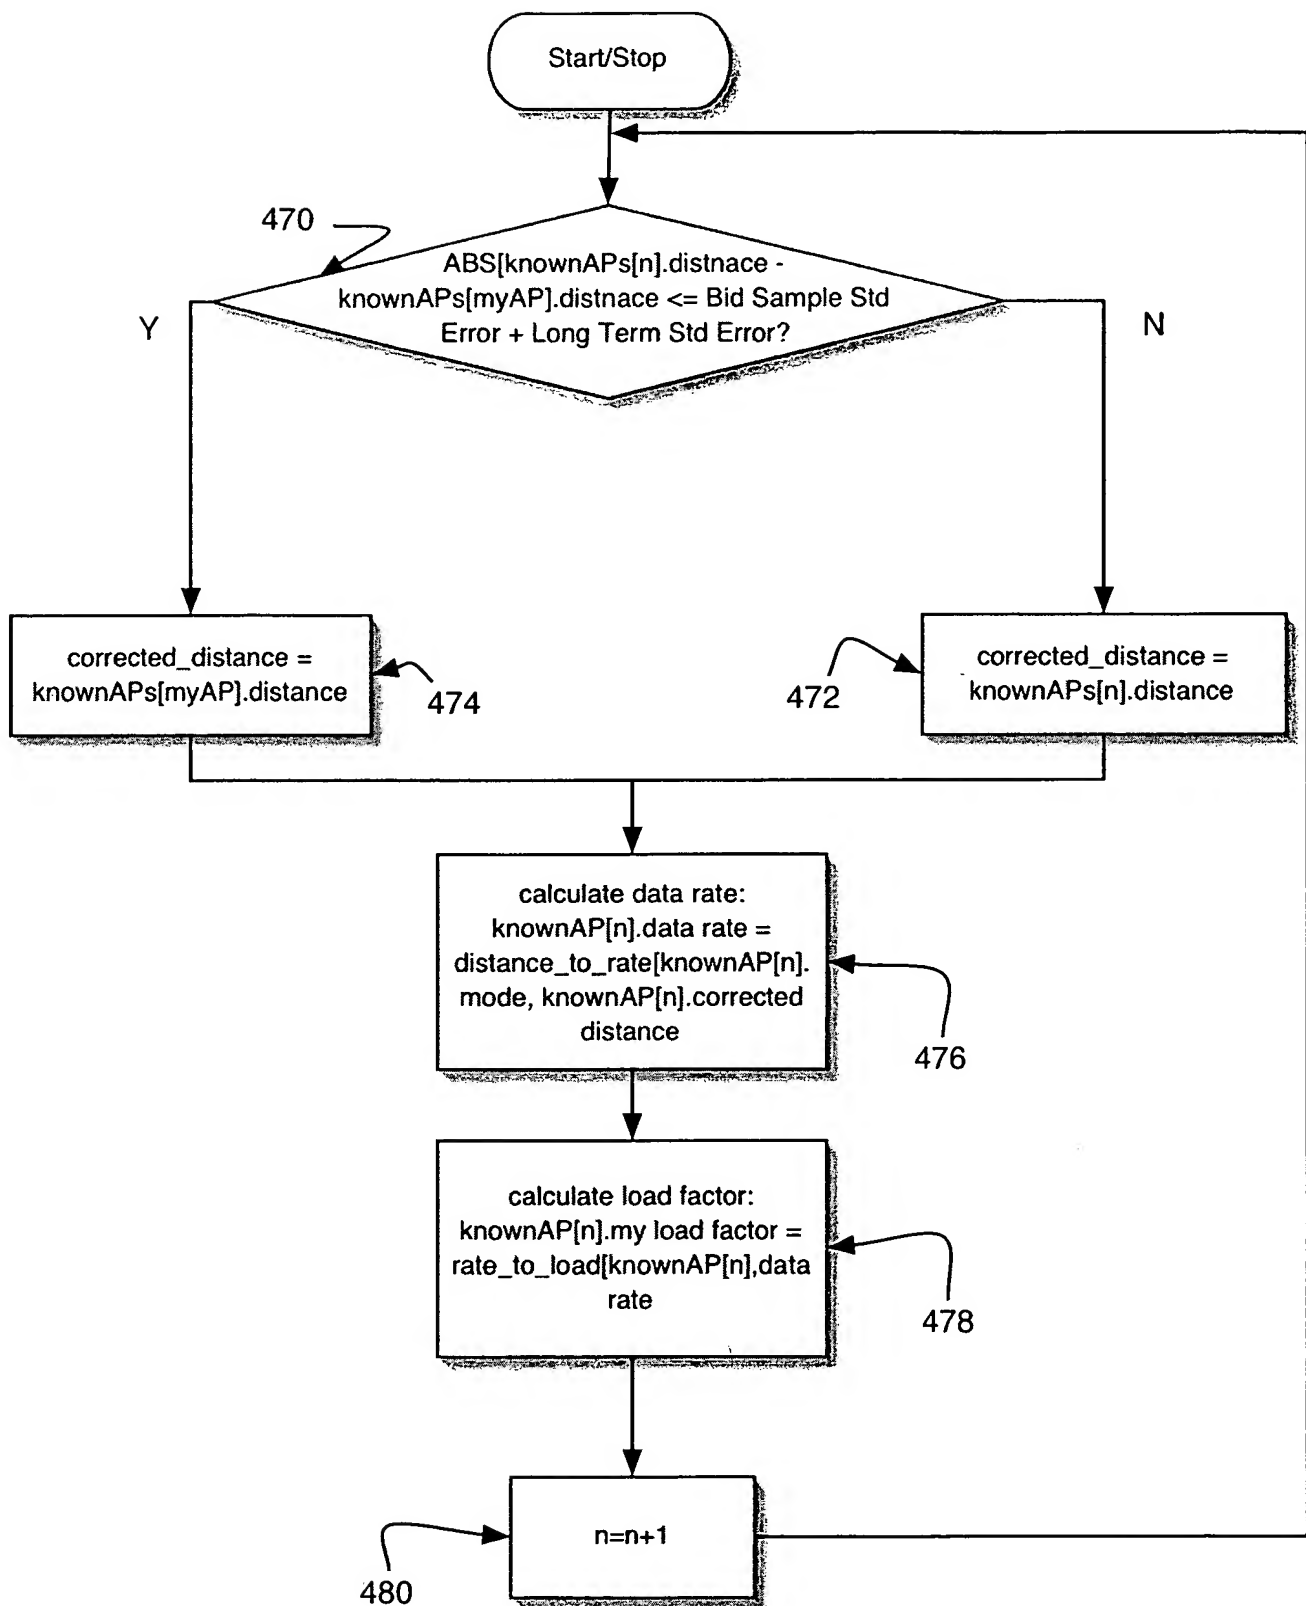 Start/Stop
470
ABS[knownAPs[n].distnace -
knownAPs[myAP].distnace <= Bid Sample Std
Error + Long Term Std Error?
Y
N
corrected_distance =
knownAPs[myAP].distance
474
472
corrected_distance =
knownAPs[n].distance
calculate data rate:
knownAP[n].data rate =
distance_to_rate[knownAP[n].
mode, knownAP[n].corrected
distance
476
calculate load factor:
knownAP[n].my load factor =
rate_to_load[knownAP[n],data
rate
478
n=n+1
480